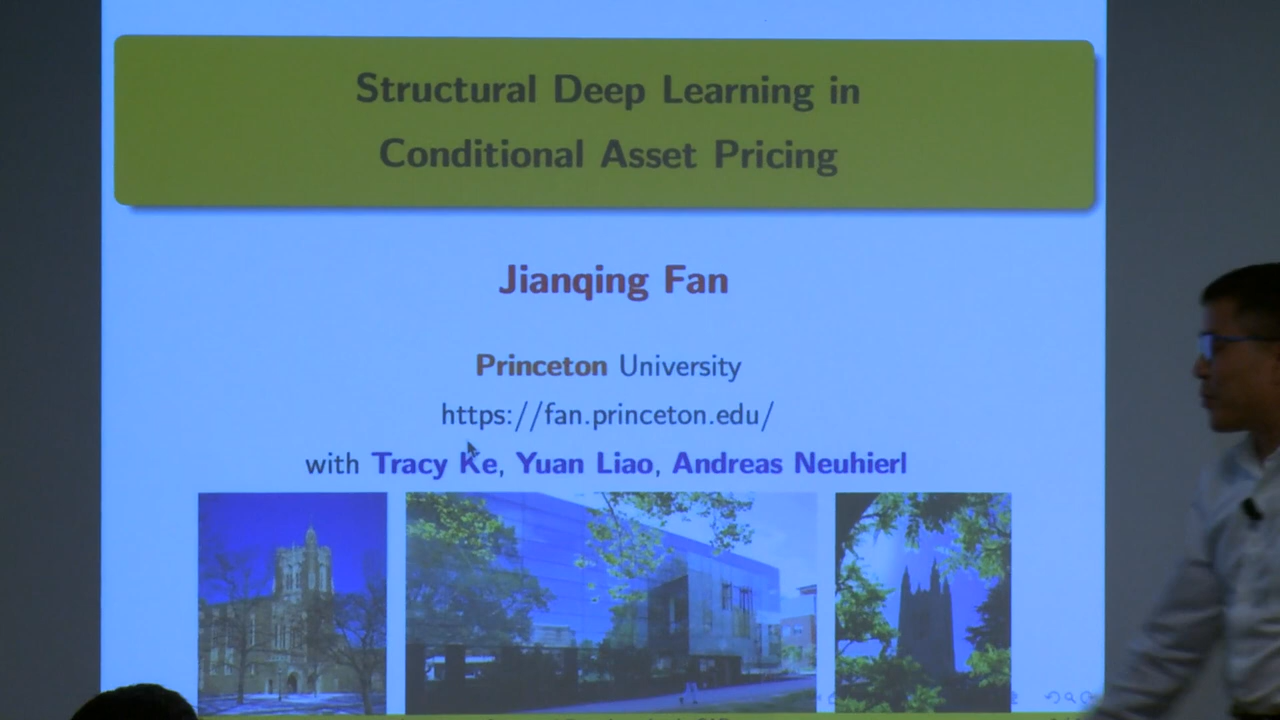 Structural Deep Learning in
Conditional Asset Pricing
Jianqing Fan
Princeton University
https://fan.princeton.edu/
with Tracy Ke, Yuan Liao, Andreas Neuhierl